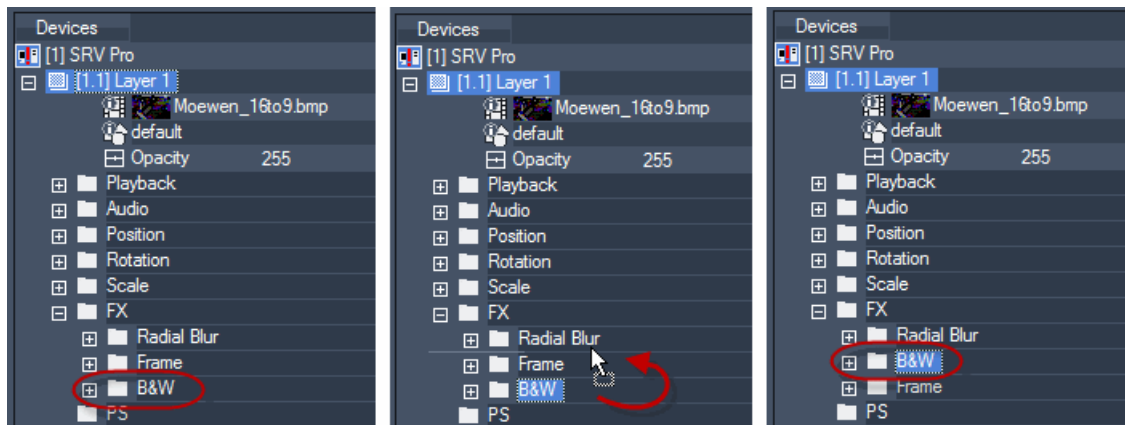 Devices
[1] SRV Pro
[1.1] Layer 1
Moewen_16to9.bmp
default
Opacity 255
Playback
Audio
Position
Rotation
Scale
FX
Radial Blur
Frame
B&W
PS
Devices
[1] SRV Pro
[1.1] Layer 1
Moewen_16to9.bmp
default
Opacity 255
Playback
Audio
Position
Rotation
Scale
FX
Radial Blur
Frame
B&W
PS
Devices
[1] SRV Pro
[1.1] Layer 1
Moewen_16to9.bmp
default
Opacity 255
Playback
Audio
Position
Rotation
Scale
FX
Radial Blur
B&W
Frame
PS